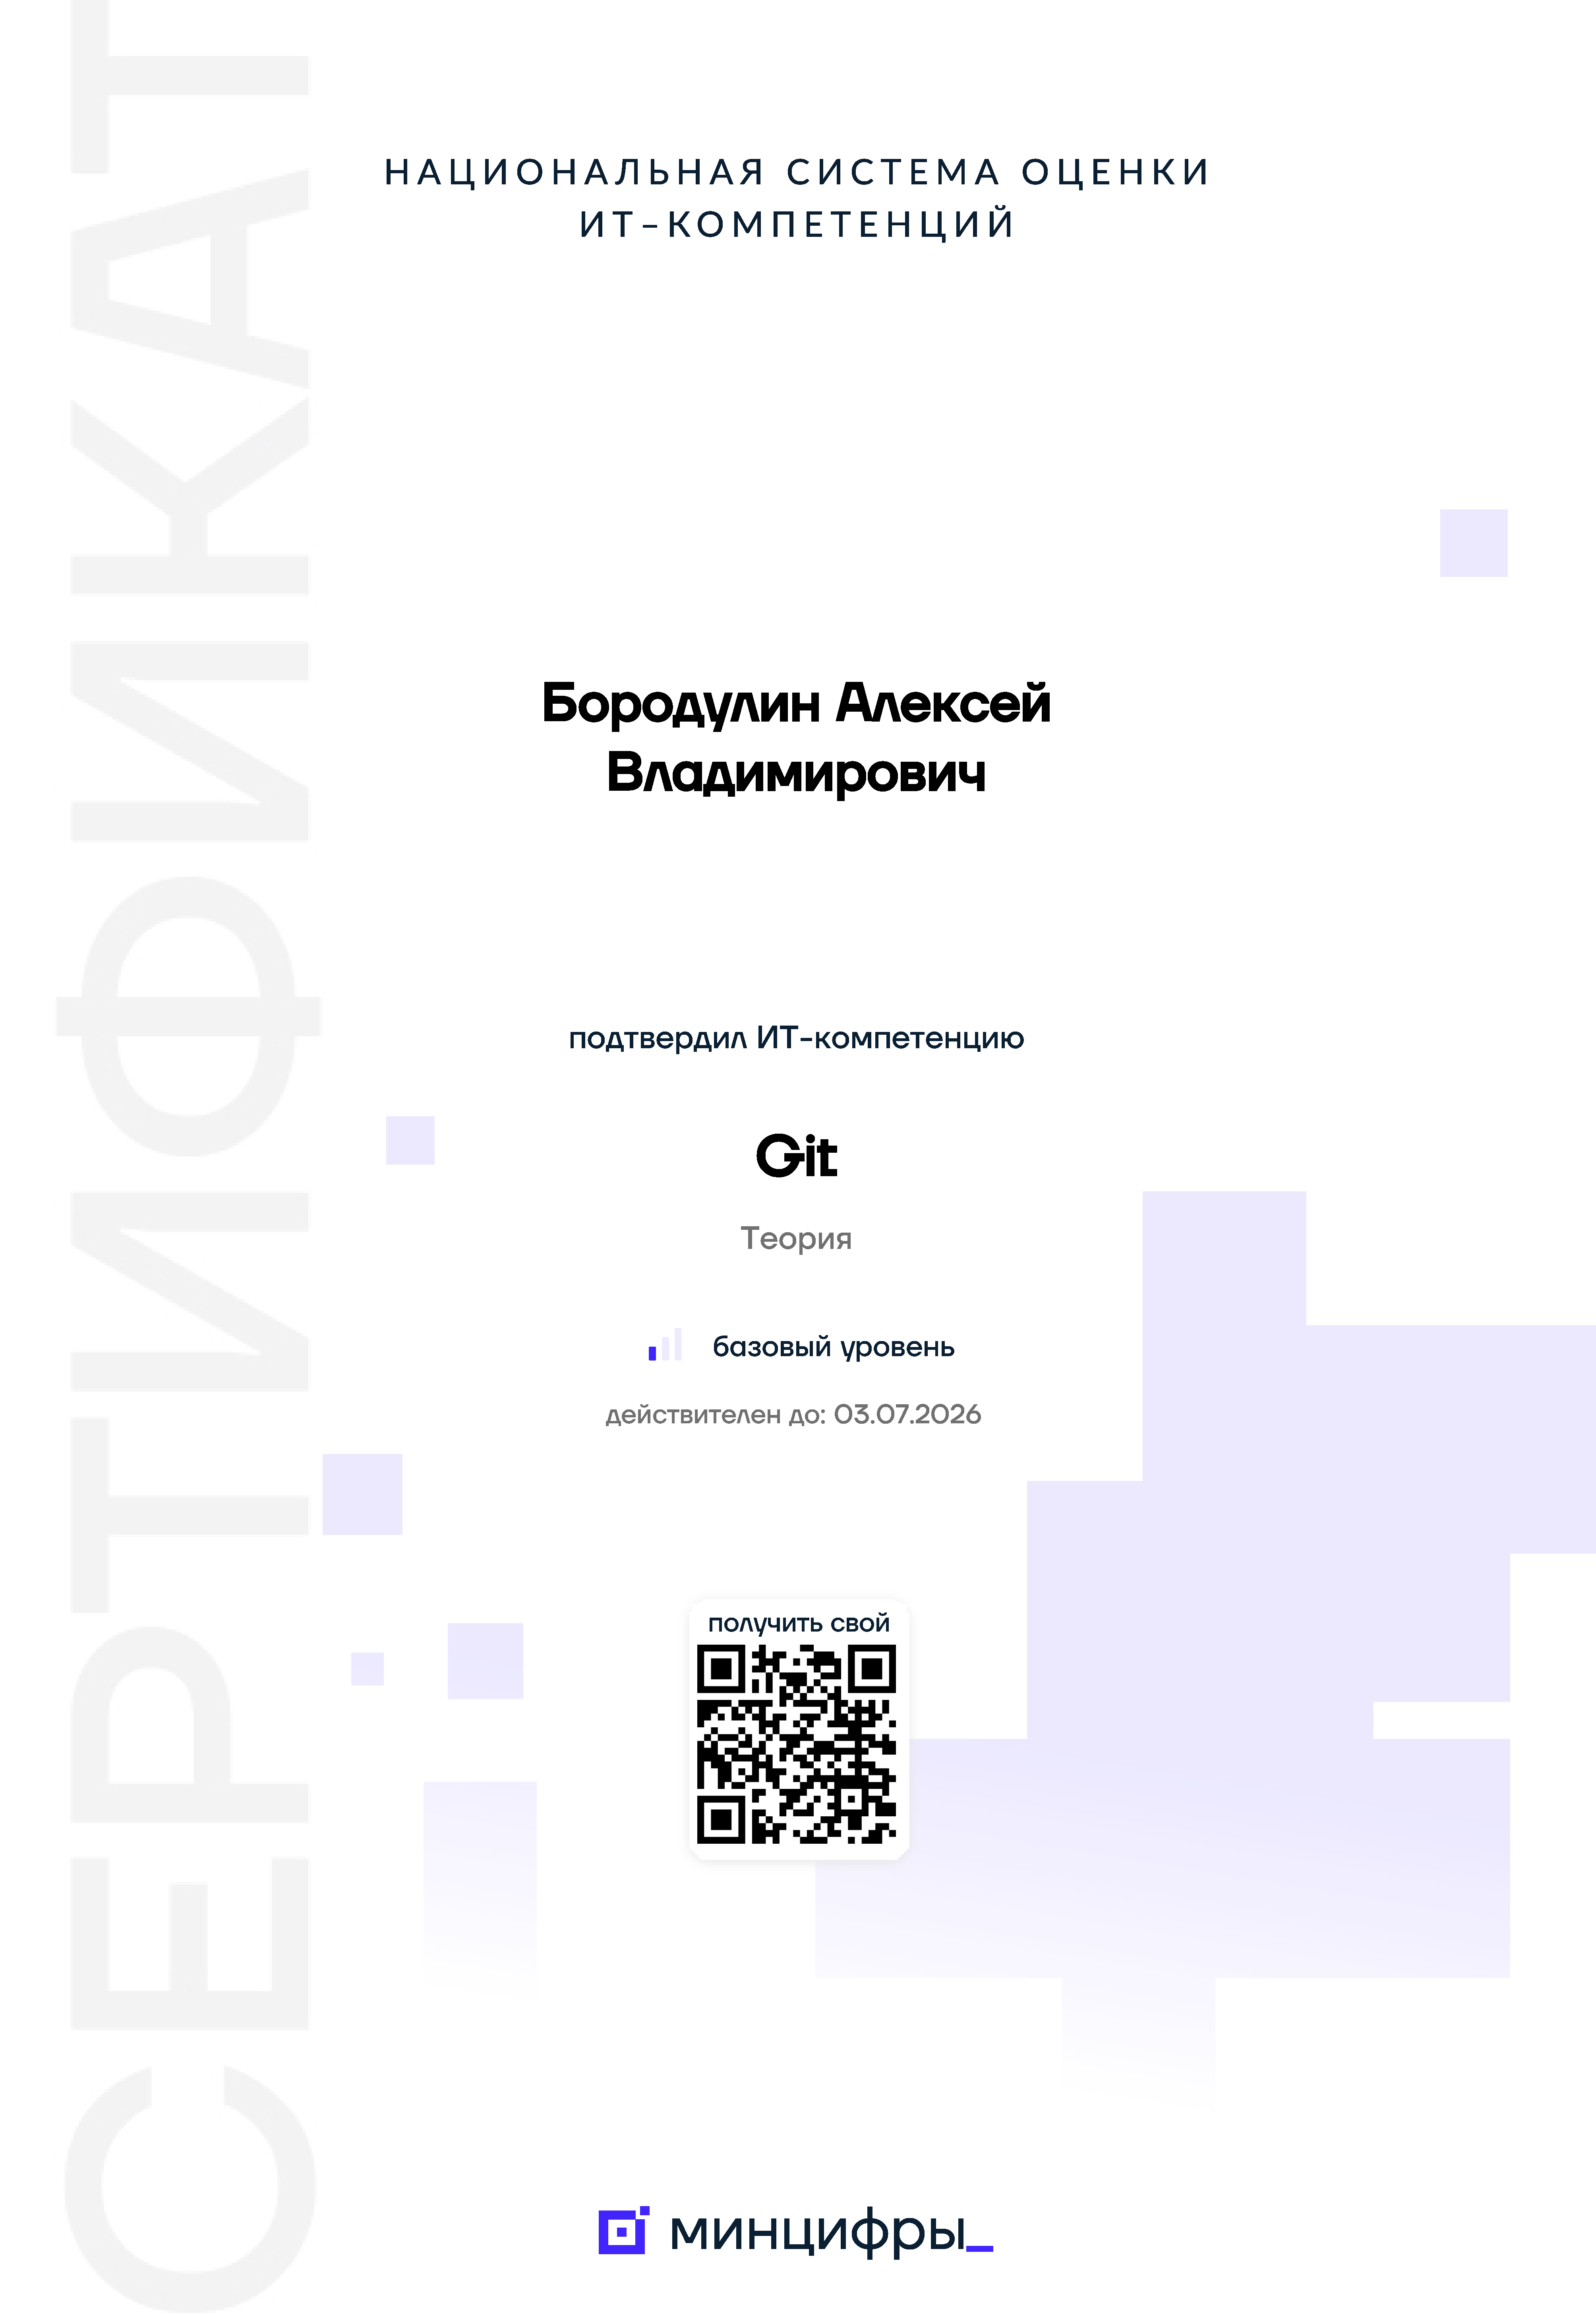 СЕРТИФИКАТ
НАЦИОНАЛЬНАЯ СИСТЕМА ОЦЕНКИ
ИТ-КОМПЕТЕНЦИЙ
Бородулин Алексей
Владимирович
подтвердил ИТ-компетенцию
Git
Теория
базовый уровень
действителен до: 03.07.2026
получить свой
минцифры_